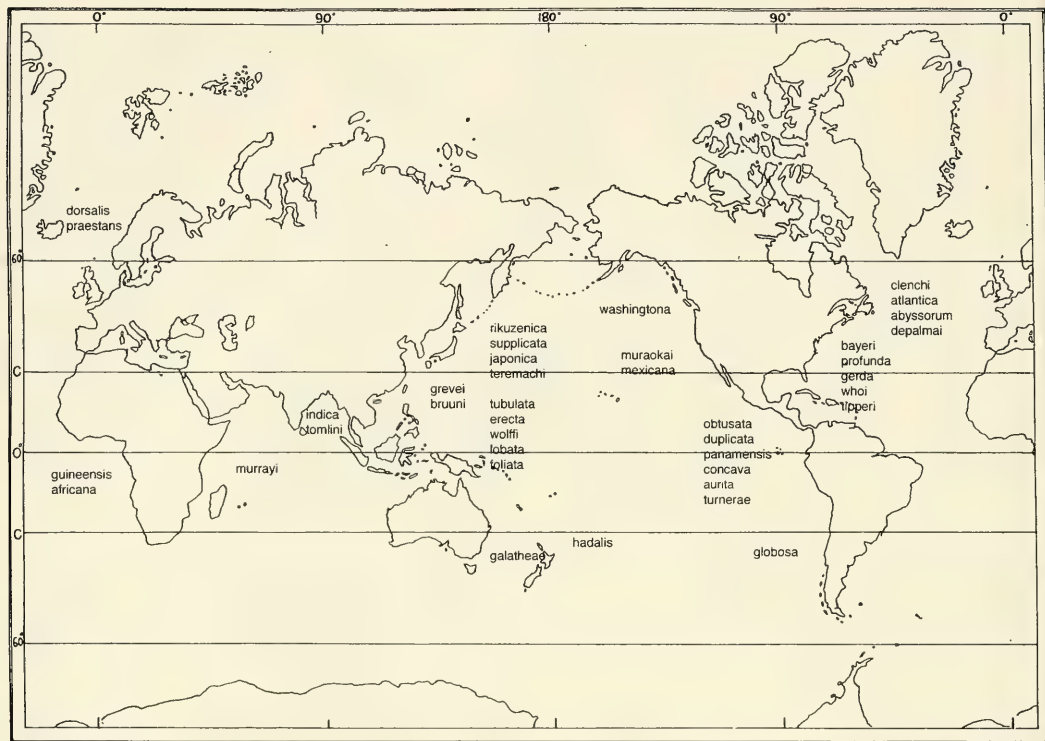 0°
90°
180°
90°
0°
dorsalis
praestans
60°
clenchi
atlantica
abyssorum
depalmai
washingtona
rikuzenica
supplicata
japonica
teremachi
bayeri
profunda
gerda
whoi
tipperi
muraokai
mexicana
C
grevei
bruuni
tubulata
erecta
wolffi
lobata
foliata
indica
tomlini
obtusata
duplicata
panamensis
concava
aurita
turnerae
0°
murrayi
guineensis
africana
C
hadalis
galatheae
globosa
60°